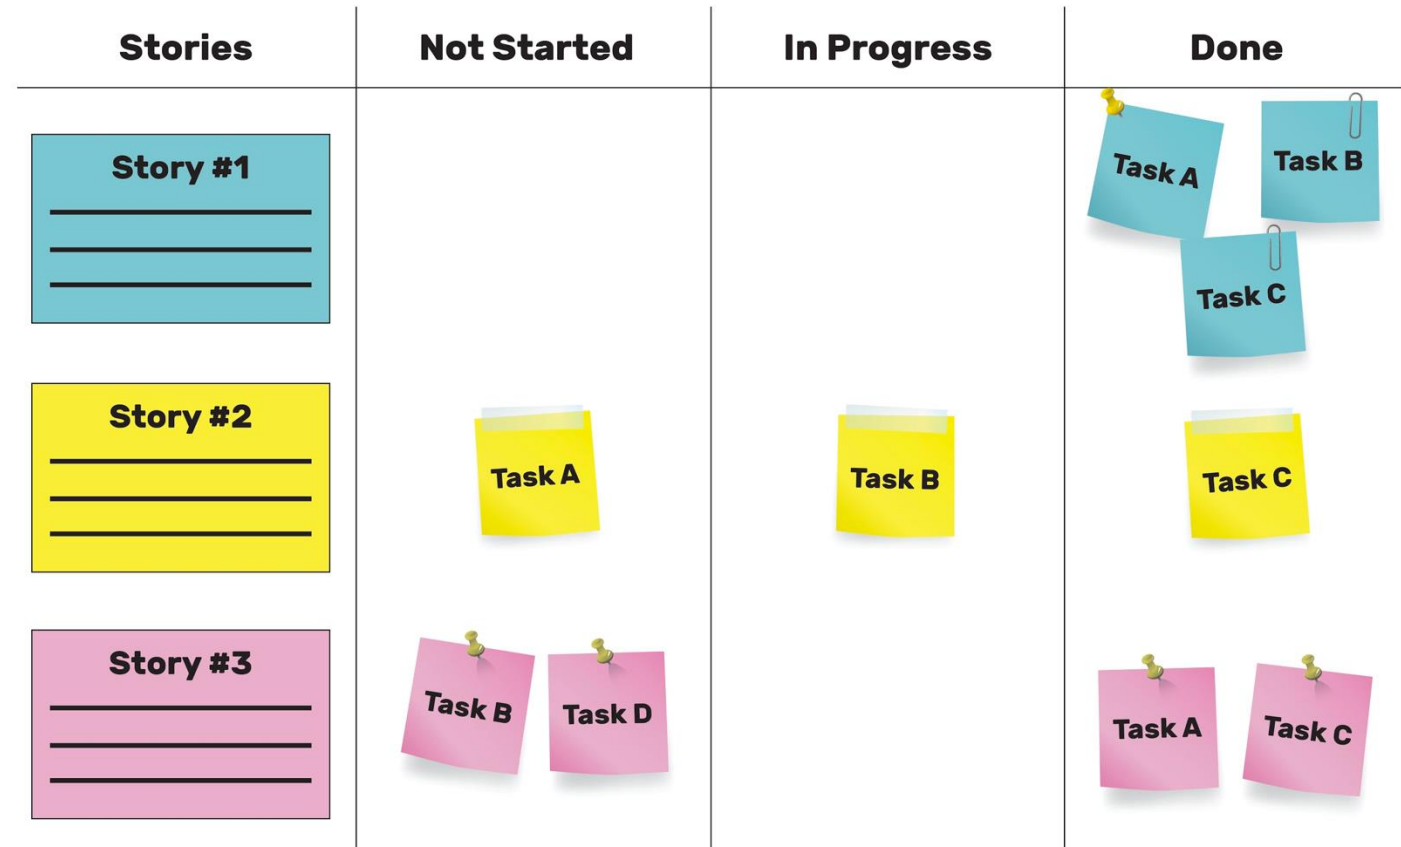 Stories
Not Started
In Progress
Done
Story #1
Task A
Task B
Task C
Story #2
Task A
Task B
Task C
Story #3
Task B
Task D
Task A
Task C